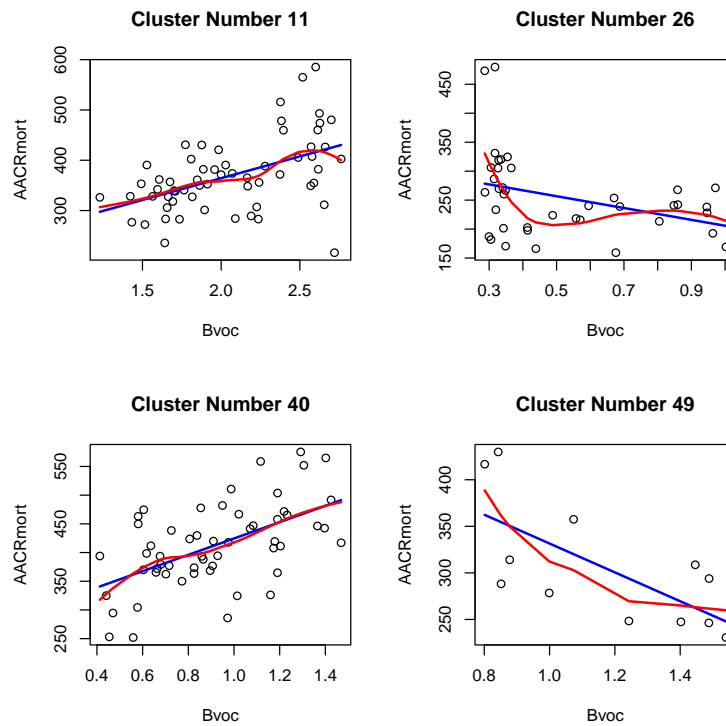 Cluster Number 11
AACRmort
600
500
400
300
1.5 2.0 2.5
Bvoc
Cluster Number 26
AACRmort
450
350
250
150
0.3 0.5 0.7 0.9
Bvoc
Cluster Number 40
AACRmort
550
450
350
250
0.4 0.6 0.8 1.0 1.2 1.4
Bvoc
Cluster Number 49
AACRmort
400
350
300
250
0.8 1.0 1.2 1.4
Bvoc